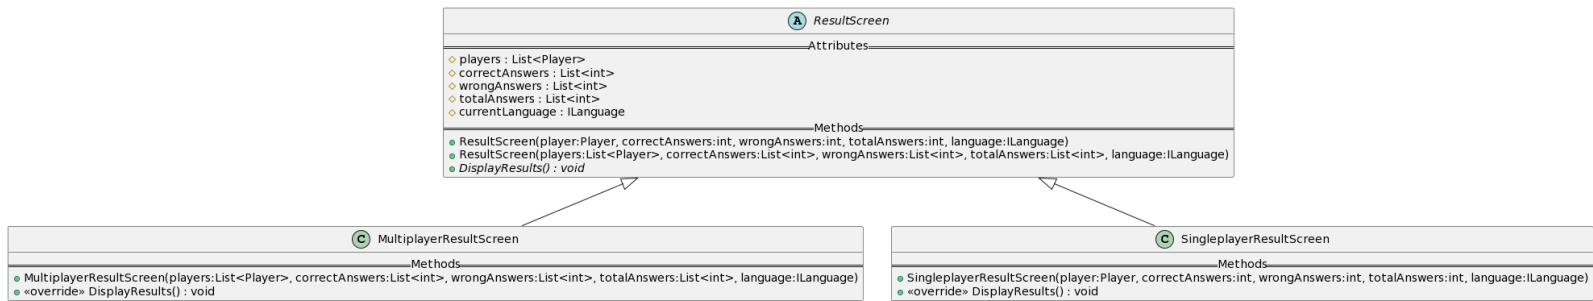 A ResultScreen
Attributes
players : List<Player>
correctAnswers : List<int>
wrongAnswers : List<int>
totalAnswers : List<int>
currentLanguage : ILanguage
Methods
ResultScreen(player:Player, correctAnswers:int, wrongAnswers:int, totalAnswers:int, language:ILanguage)
ResultScreen(players:List<Player>, correctAnswers:List<int>, wrongAnswers:List<int>, totalAnswers:List<int>, language:ILanguage)
DisplayResults() : void
C MultiplayerResultScreen
Methods
MultiplayerResultScreen(players:List<Player>, correctAnswers:List<int>, wrongAnswers:List<int>, totalAnswers:List<int>, language:ILanguage)
«override» DisplayResults() : void
C SingleplayerResultScreen
Methods
SingleplayerResultScreen(player:Player, correctAnswers:int, wrongAnswers:int, totalAnswers:int, language:ILanguage)
«override» DisplayResults() : void